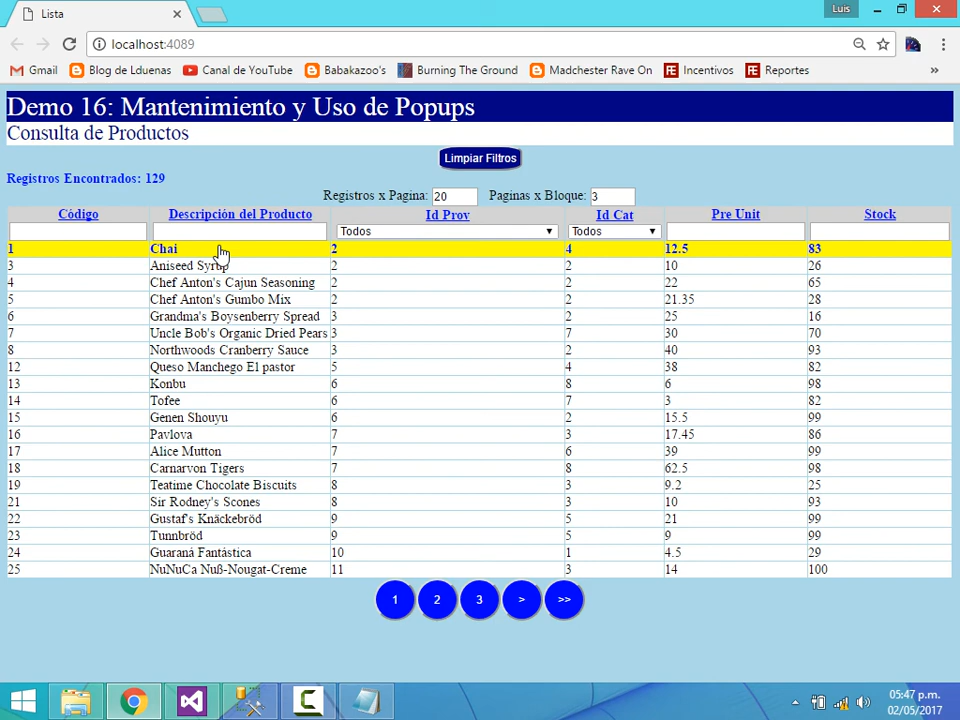 Lista
Luis
localhost:4089
Gmail Blog de Lduenas Canal de YouTube Babakazoo's Burning The Ground Madchester Rave On Incentivos Reportes »
Demo 16: Mantenimiento y Uso de Popups
Consulta de Productos
Limpiar Filtros
Registros Encontrados: 129
Registros x Pagina: 20 Paginas x Bloque: 3
Código Descripción del Producto Id Prov Id Cat Pre Unit Stock
Todos Todos
1 Chai 2 4 12.5 83
3 Aniseed Syrup 2 2 10 26
4 Chef Anton's Cajun Seasoning 2 2 22 65
5 Chef Anton's Gumbo Mix 2 2 21.35 28
6 Grandma's Boysenberry Spread 3 2 25 16
7 Uncle Bob's Organic Dried Pears 3 7 30 70
8 Northwoods Cranberry Sauce 3 2 40 93
12 Queso Manchego El pastor 5 4 38 82
13 Konbu 6 8 6 98
14 Tofee 6 7 3 82
15 Genen Shouyu 6 2 15.5 99
16 Pavlova 7 3 17.45 86
17 Alice Mutton 7 6 39 99
18 Carnarvon Tigers 7 8 62.5 98
19 Teatime Chocolate Biscuits 8 3 9.2 25
21 Sir Rodney's Scones 8 3 10 93
22 Gustaf's Knäckebröd 9 5 21 99
23 Tunnbröd 9 5 9 99
24 Guaraná Fantástica 10 1 4.5 29
25 NuNuCa Nuß-Nougat-Creme 11 3 14 100
1 2 3 > >>
05:47 p.m.
02/05/2017